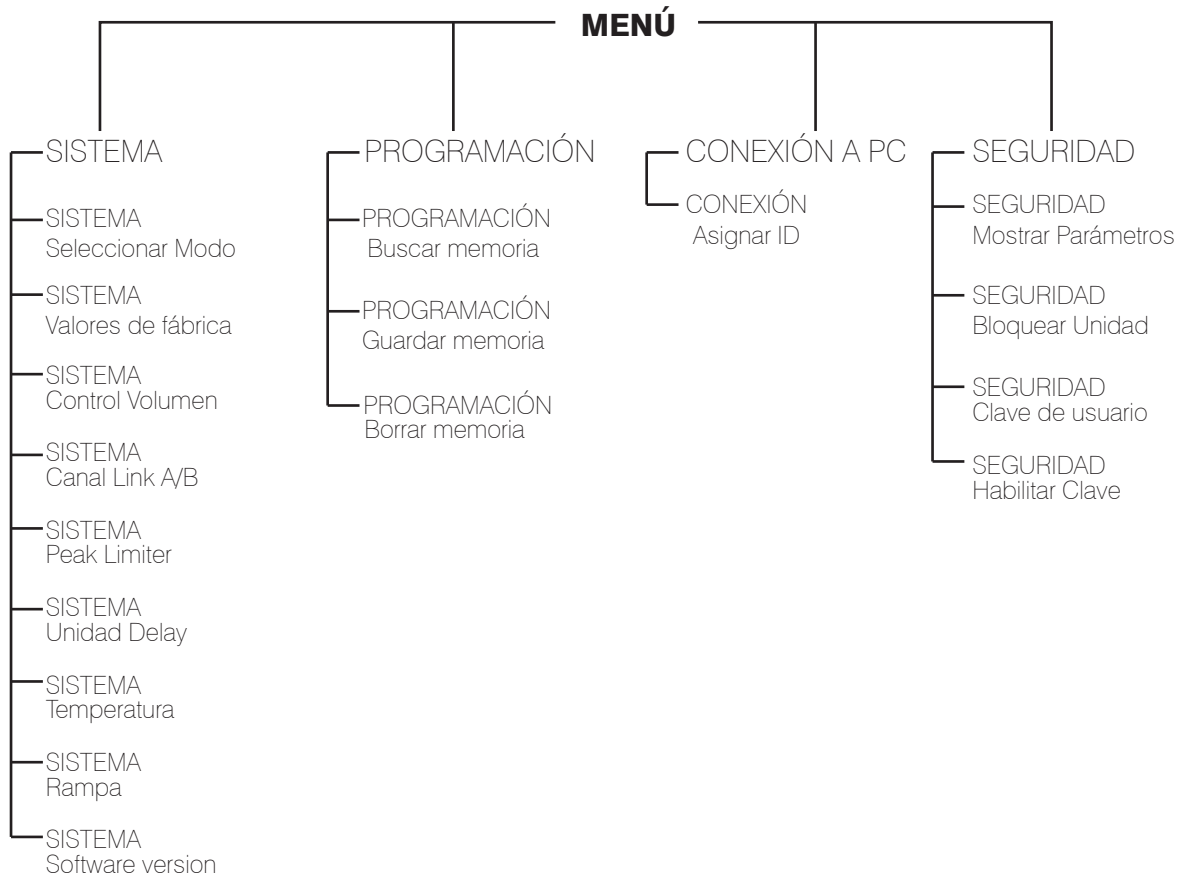 MENÚ
SISTEMA
SISTEMA
Seleccionar Modo
SISTEMA
Valores de fábrica
SISTEMA
Control Volumen
SISTEMA
Canal Link A/B
SISTEMA
Peak Limiter
SISTEMA
Unidad Delay
SISTEMA
Temperatura
SISTEMA
Rampa
SISTEMA
Software version
PROGRAMACIÓN
PROGRAMACIÓN
Buscar memoria
PROGRAMACIÓN
Guardar memoria
PROGRAMACIÓN
Borrar memoria
CONEXIÓN A PC
CONEXIÓN
Asignar ID
SEGURIDAD
SEGURIDAD
Mostrar Parámetros
SEGURIDAD
Bloquear Unidad
SEGURIDAD
Clave de usuario
SEGURIDAD
Habilitar Clave